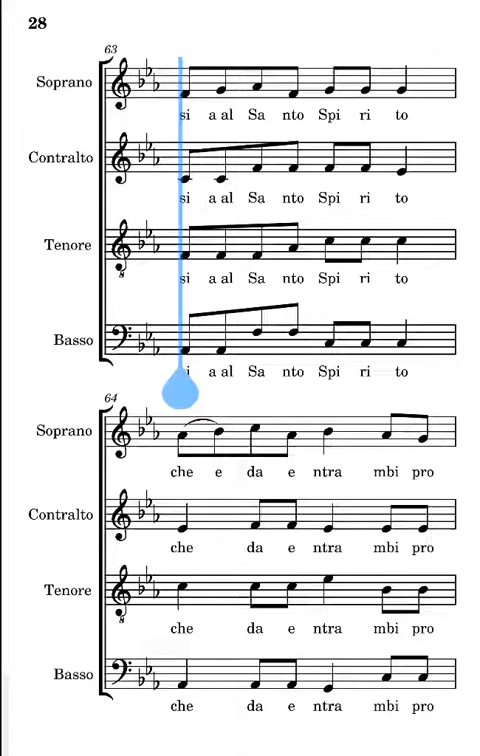 28
63
Soprano
si a al Sa nto Spi ri to
Contralto
si a al Sa nto Spi ri to
Tenore
8
si a al Sa nto Spi ri to
Basso
si a al Sa nto Spi ri to
64
Soprano
che e da e ntra mbi pro
Contralto
che da e ntra mbi pro
Tenore
8
che da e ntra mbi pro
Basso
che da e ntra mbi pro